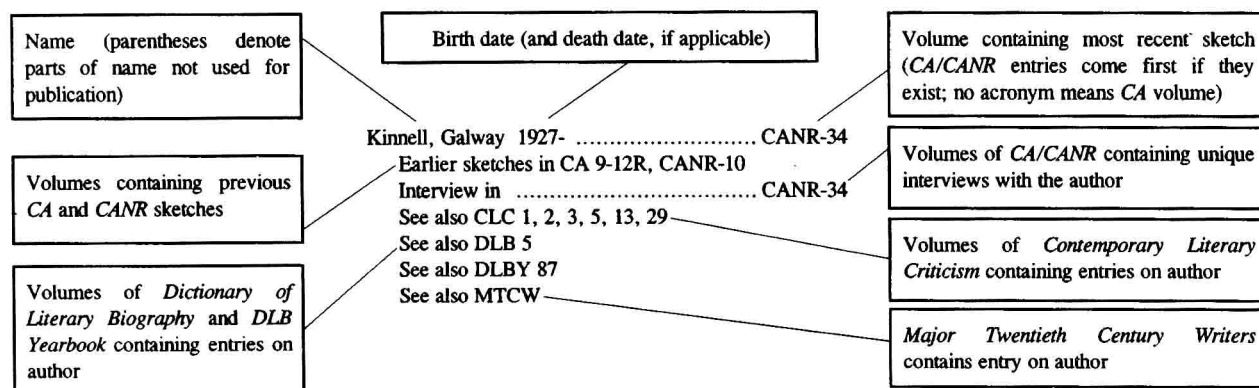 Name (parentheses denote
parts of name not used for
publication)
Birth date (and death date, if applicable)
Volume containing most recent sketch
(CA/CANR entries come first if they
exist; no acronym means CA volume)
Kinnell, Galway 1927- ................................ CANR-34
Earlier sketches in CA 9-12R, CANR-10
Interview in ........................................... CANR-34
See also CLC 1, 2, 3, 5, 13, 29
See also DLB 5
See also DLBY 87
See also MTCW
Volumes containing previous
CA and CANR sketches
Volumes of Dictionary of
Literary Biography and DLB
Yearbook containing entries on
author
Volumes of CA/CANR containing unique
interviews with the author
Volumes of Contemporary Literary
Criticism containing entries on author
Major Twentieth Century Writers
contains entry on author